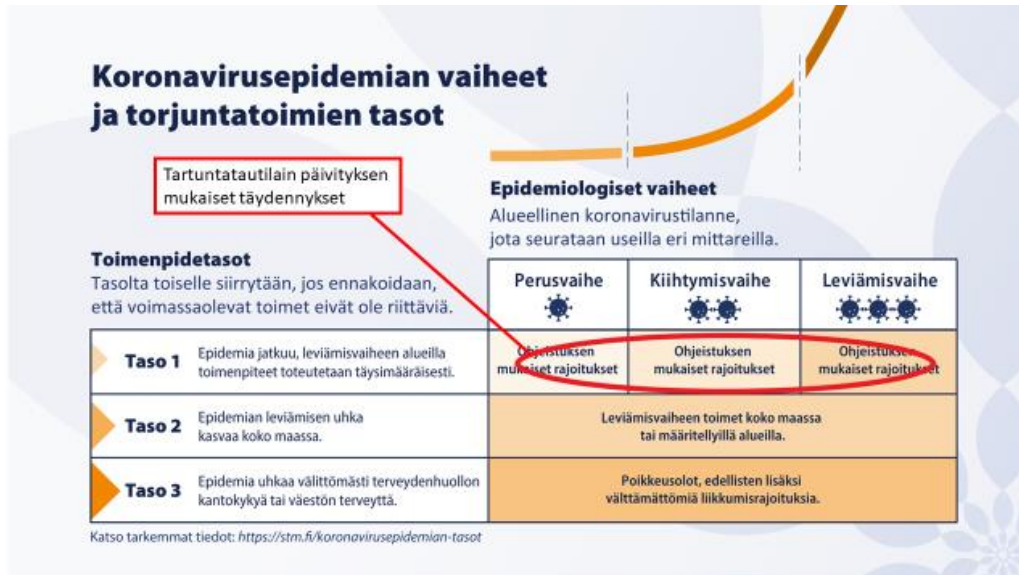 Koronavirusepidemian vaiheet
ja torjuntatoimien tasot
Tartuntatautilain päivityksen
mukaiset täydennykset
Epidemiologiset vaiheet
Alueellinen koronavirustilanne,
jota seurataan useilla eri mittareilla.
Toimenpidetasot
Tasolta toiselle siirrytään, jos ennakoidaan,
että voimassaolevat toimet eivät ole riittäviä.
Perusvaihe
Kiihtymisvaihe
Leviämisvaihe
Taso 1
Epidemia jatkuu, leviämisvaiheen alueilla
toimenpiteet toteutetaan täysimääräisesti.
Ohjeistuksen
mukaiset rajoitukset
Ohjeistuksen
mukaiset rajoitukset
Ohjeistuksen
mukaiset rajoitukset
Taso 2
Epidemian leviämisen uhka
kasvaa koko maassa.
Leviämisvaiheen toimet koko maassa
tai määritellyillä alueilla.
Taso 3
Epidemia uhkaa välittömästi terveydenhuollon
kantokykyä tai väestön terveyttä.
Poikkeusolot, edellisten lisäksi
välttämättömiä liikkumisrajoituksia.
Katso tarkemmat tiedot: https://stm.fi/koronavirusepidemian-tasot